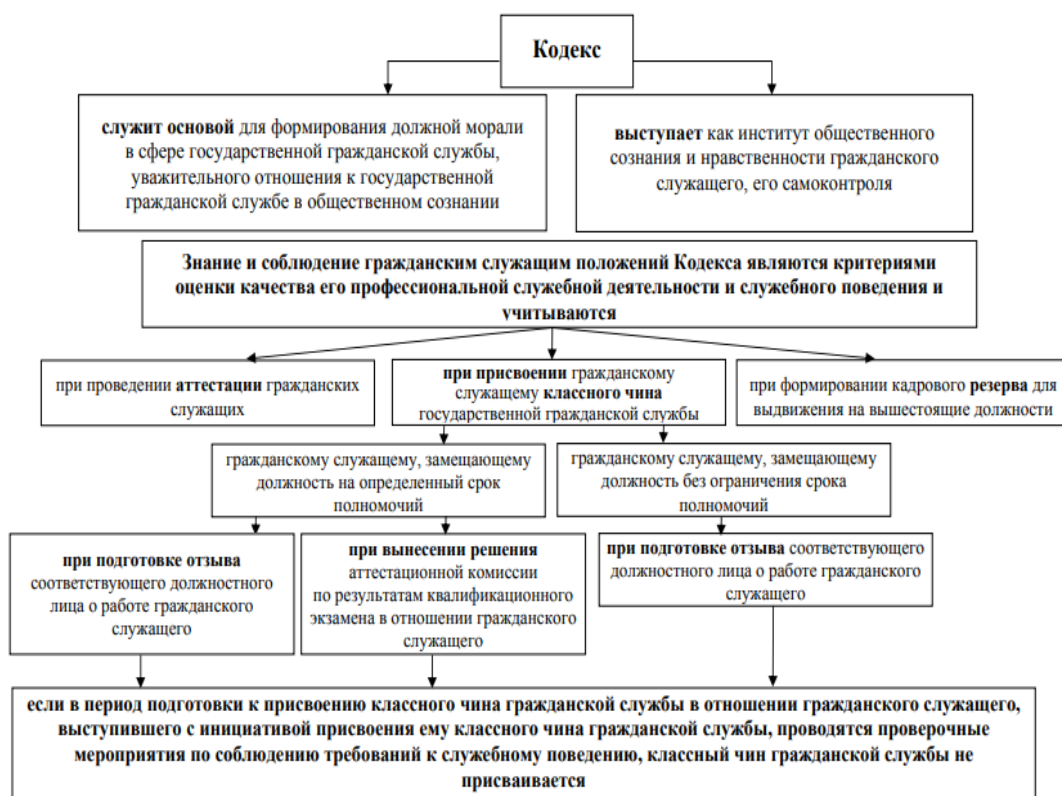 Кодекс
служит основой для формирования должной морали
в сфере государственной гражданской службы,
уважительного отношения к государственной
гражданской службе в общественном сознании
выступает как институт общественного
сознания и нравственности гражданского
служащего, его самоконтроля
Знание и соблюдение гражданским служащим положений Кодекса являются критериями
оценки качества его профессиональной служебной деятельности и служебного поведения и
учитываются
при проведении аттестации гражданских
служащих
при присвоении гражданскому
служащему классного чина
государственной гражданской службы
при формировании кадрового резерва для
выдвижения на вышестоящие должности
гражданскому служащему, замещающему
должность на определенный срок
полномочий
гражданскому служащему, замещающему
должность без ограничения срока
полномочий
при подготовке отзыва
соответствующего должностного
лица о работе гражданского
служащего
при вынесении решения
аттестационной комиссии
по результатам квалификационного
экзамена в отношении гражданского
служащего
при подготовке отзыва соответствующего
должностного лица о работе гражданского
служащего
если в период подготовки к присвоению классного чина гражданской службы в отношении гражданского служащего,
выступившего с инициативой присвоения ему классного чина гражданской службы, проводятся проверочные
мероприятия по соблюдению требований к служебному поведению, классный чин гражданской службы не
присваивается